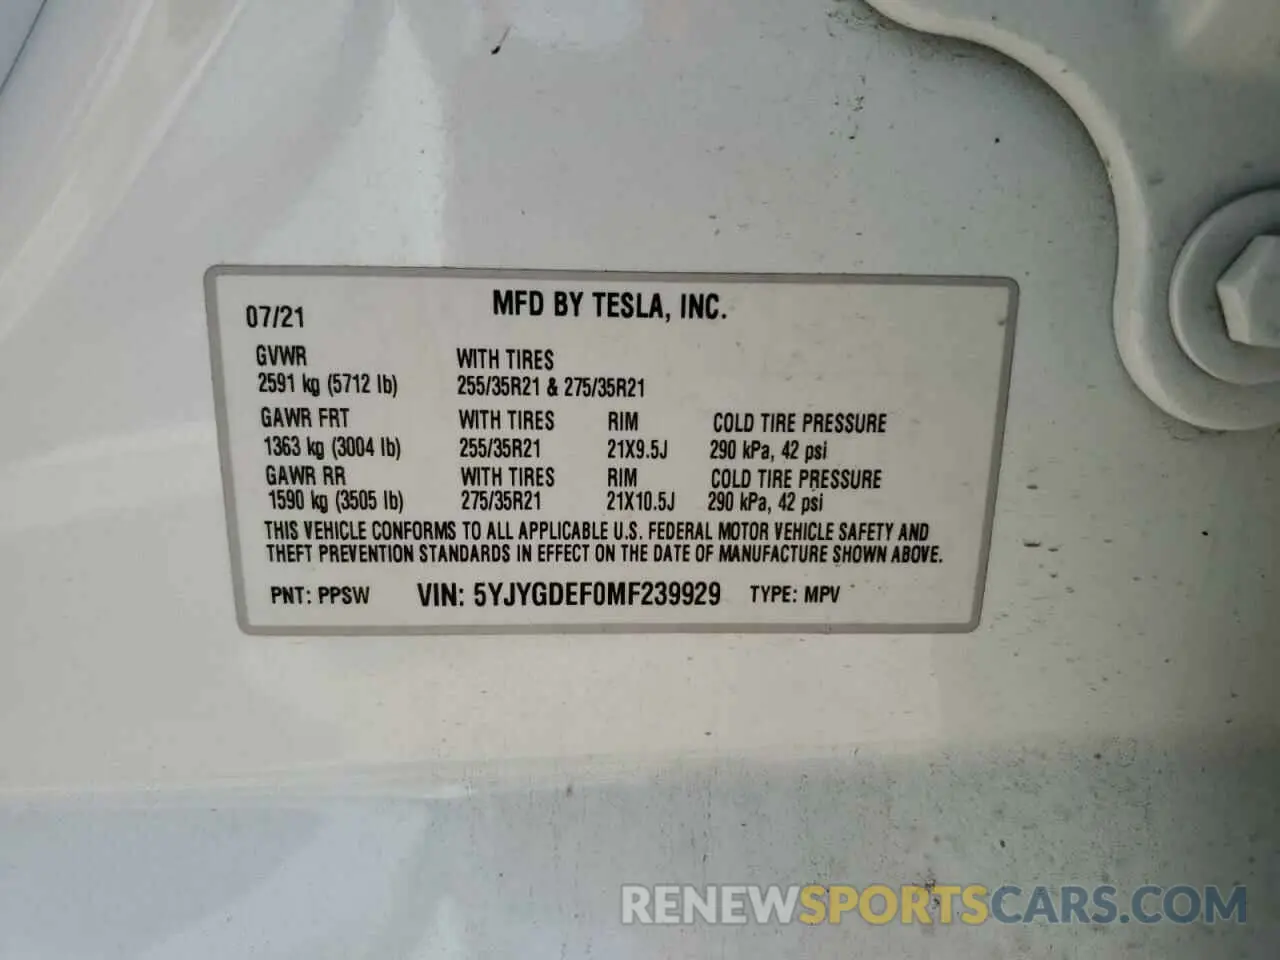 07/21 MFD BY TESLA, INC.
GVWR WITH TIRES
2591 kg (5712 lb) 255/35R21 & 275/35R21
GAWR FRT WITH TIRES RIM COLD TIRE PRESSURE
1363 kg (3004 lb) 255/35R21 21X9.5J 290 kPa, 42 psi
GAWR RR WITH TIRES RIM COLD TIRE PRESSURE
1590 kg (3505 lb) 275/35R21 21X10.5J 290 kPa, 42 psi
THIS VEHICLE CONFORMS TO ALL APPLICABLE U.S. FEDERAL MOTOR VEHICLE SAFETY AND
THEFT PREVENTION STANDARDS IN EFFECT ON THE DATE OF MANUFACTURE SHOWN ABOVE.
PNT: PPSW VIN: 5YJYGDEF0MF239929 TYPE: MPV
RENEWSPORTSCARS.COM